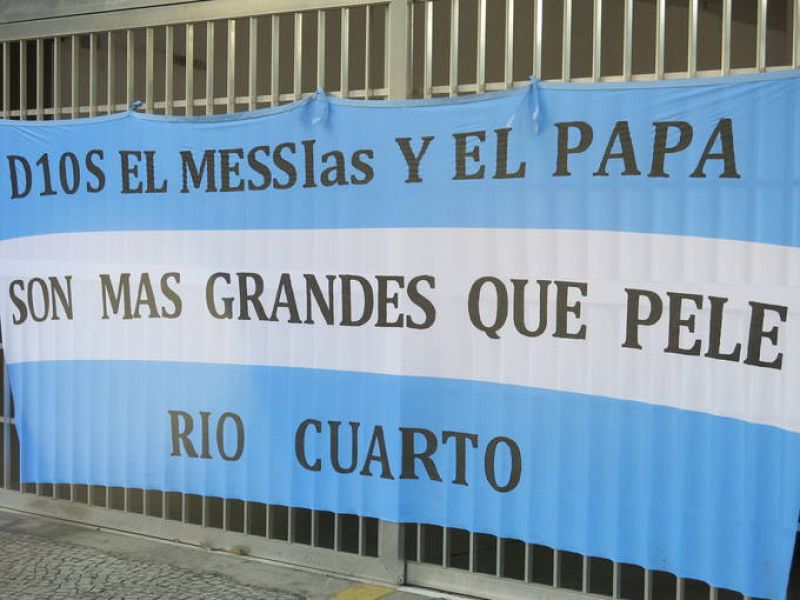 D10S EL MESSIas Y EL PAPA
SON MAS GRANDES QUE PELE
RIO CUARTO